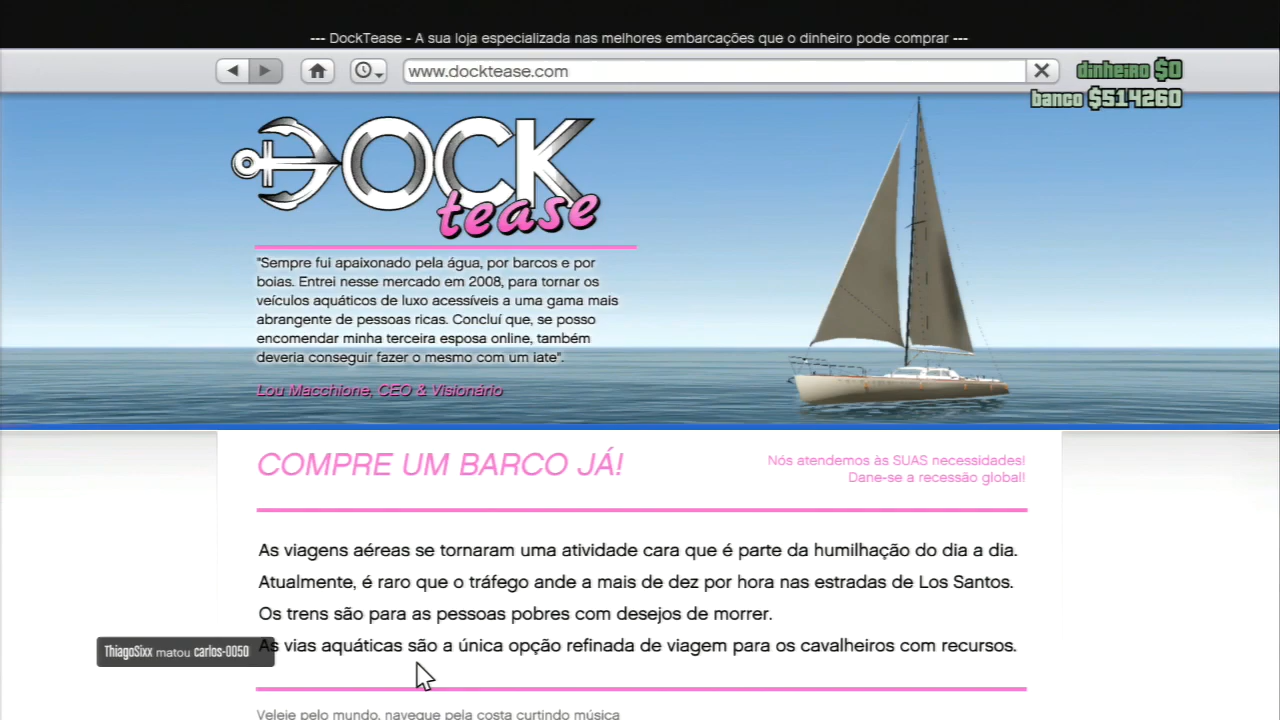 --- DockTease - A sua loja especializada nas melhores embarcações que o dinheiro pode comprar ---
www.docktease.com
dinheiro $0
banco $514260
DOCK
tease
"Sempre fui apaixonado pela água, por barcos e por
boias. Entrei nesse mercado em 2008, para tornar os
veículos aquáticos de luxo acessíveis a uma gama mais
abrangente de pessoas ricas. Concluí que, se posso
encomendar minha terceira esposa online, também
deveria conseguir fazer o mesmo com um iate".
Lou Macchione, CEO & Visionário
COMPRE UM BARCO JÁ!
Nós atendemos às SUAS necessidades!
Dane-se a recessão global!
As viagens aéreas se tornaram uma atividade cara que é parte da humilhação do dia a dia.
Atualmente, é raro que o tráfego ande a mais de dez por hora nas estradas de Los Santos.
Os trens são para as pessoas pobres com desejos de morrer.
As vias aquáticas são a única opção refinada de viagem para os cavalheiros com recursos.
ThiagoSixx matou carlos-0050
Veleje pelo mundo, navegue pela costa curtindo música